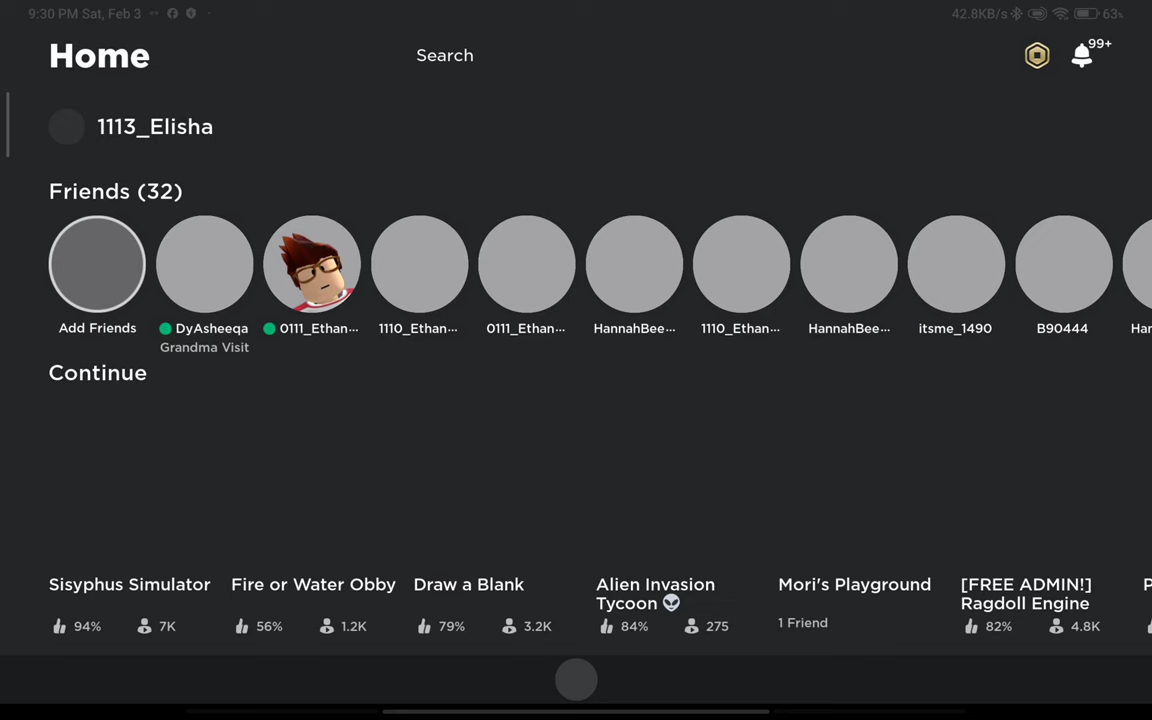 9:30 PM Sat, Feb 3
42.8KB/s
63%
Home
Search
99+
1113_Elisha
Friends (32)
Add Friends
DyAsheeqa
Grandma Visit
0111_Ethan...
1110_Ethan...
0111_Ethan...
HannahBee...
1110_Ethan...
HannahBee...
itsme_1490
B90444
Har
Continue
Sisyphus Simulator
94% 7K
Fire or Water Obby
56% 1.2K
Draw a Blank
79% 3.2K
Alien Invasion
Tycoon 👽
84% 275
Mori's Playground
1 Friend
[FREE ADMIN!]
Ragdoll Engine
82% 4.8K
P